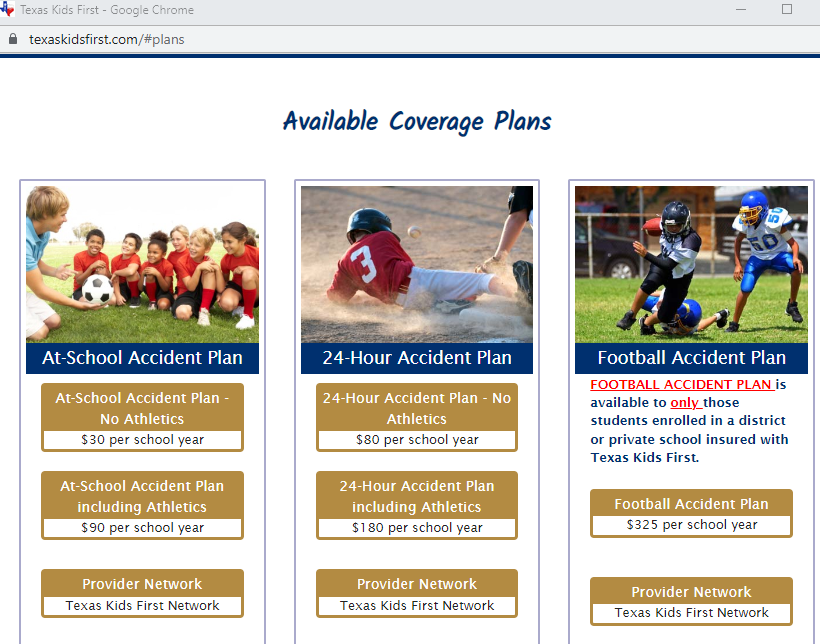 Texas Kids First - Google Chrome
texaskidsfirst.com/#plans
Available Coverage Plans
3
At-School Accident Plan
At-School Accident Plan -
No Athletics
$30 per school year
At-School Accident Plan
including Athletics
$90 per school year
Provider Network
Texas Kids First Network
24-Hour Accident Plan
24-Hour Accident Plan - No
Athletics
$80 per school year
24-Hour Accident Plan
including Athletics
$180 per school year
Provider Network
Texas Kids First Network
50
Football Accident Plan
FOOTBALL ACCIDENT PLAN is
available to only those
students enrolled in a district
or private school insured with
Texas Kids First.
Football Accident Plan
$325 per school year
Provider Network
Texas Kids First Network